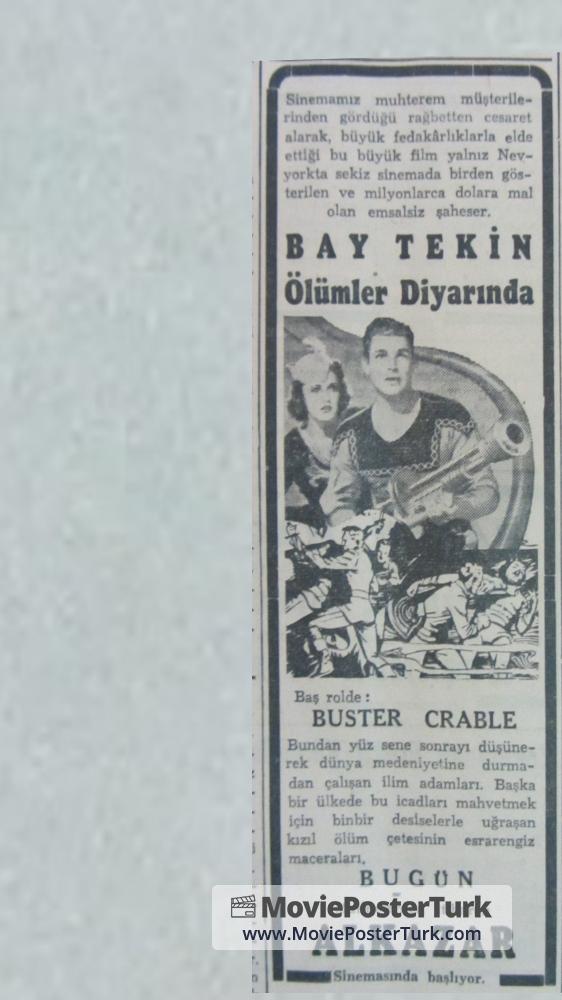 Sinemamız muhterem müşterile-
rinden gördüğü rağbetten cesaret
alarak, büyük fedakârlıklarla elde
ettiği bu büyük film yalnız Nev-
yorkta sekiz sinemada birden gös-
terilen ve milyonlarca dolara mal
olan emsalsiz şaheser.
BAY TEKİN
Ölümler Diyarında
Baş rolde :
BUSTER CRABLE
Bundan yüz sene sonrayı düşüne-
rek dünya medeniyetine durma-
dan çalışan ilim adamları. Başka
bir ülkede bu icadları mahvetmek
için binbir desiselerle uğraşan
kızıl ölüm çetesinin esrarengiz
maceraları.
BUGÜN
MoviePosterTurk
www.MoviePosterTurk.com
ALKAZAR
Sinemasında başlıyor.